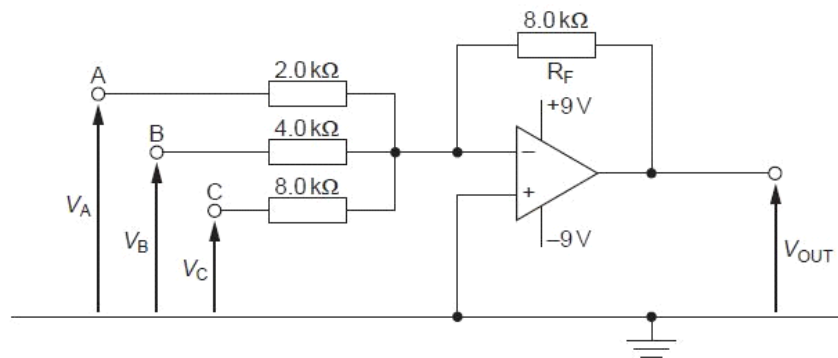 8.0 kΩ
R_F
A
2.0 kΩ
+9 V
B
4.0 kΩ
−
C
8.0 kΩ
+
V_A
V_B
V_C
−9 V
V_OUT